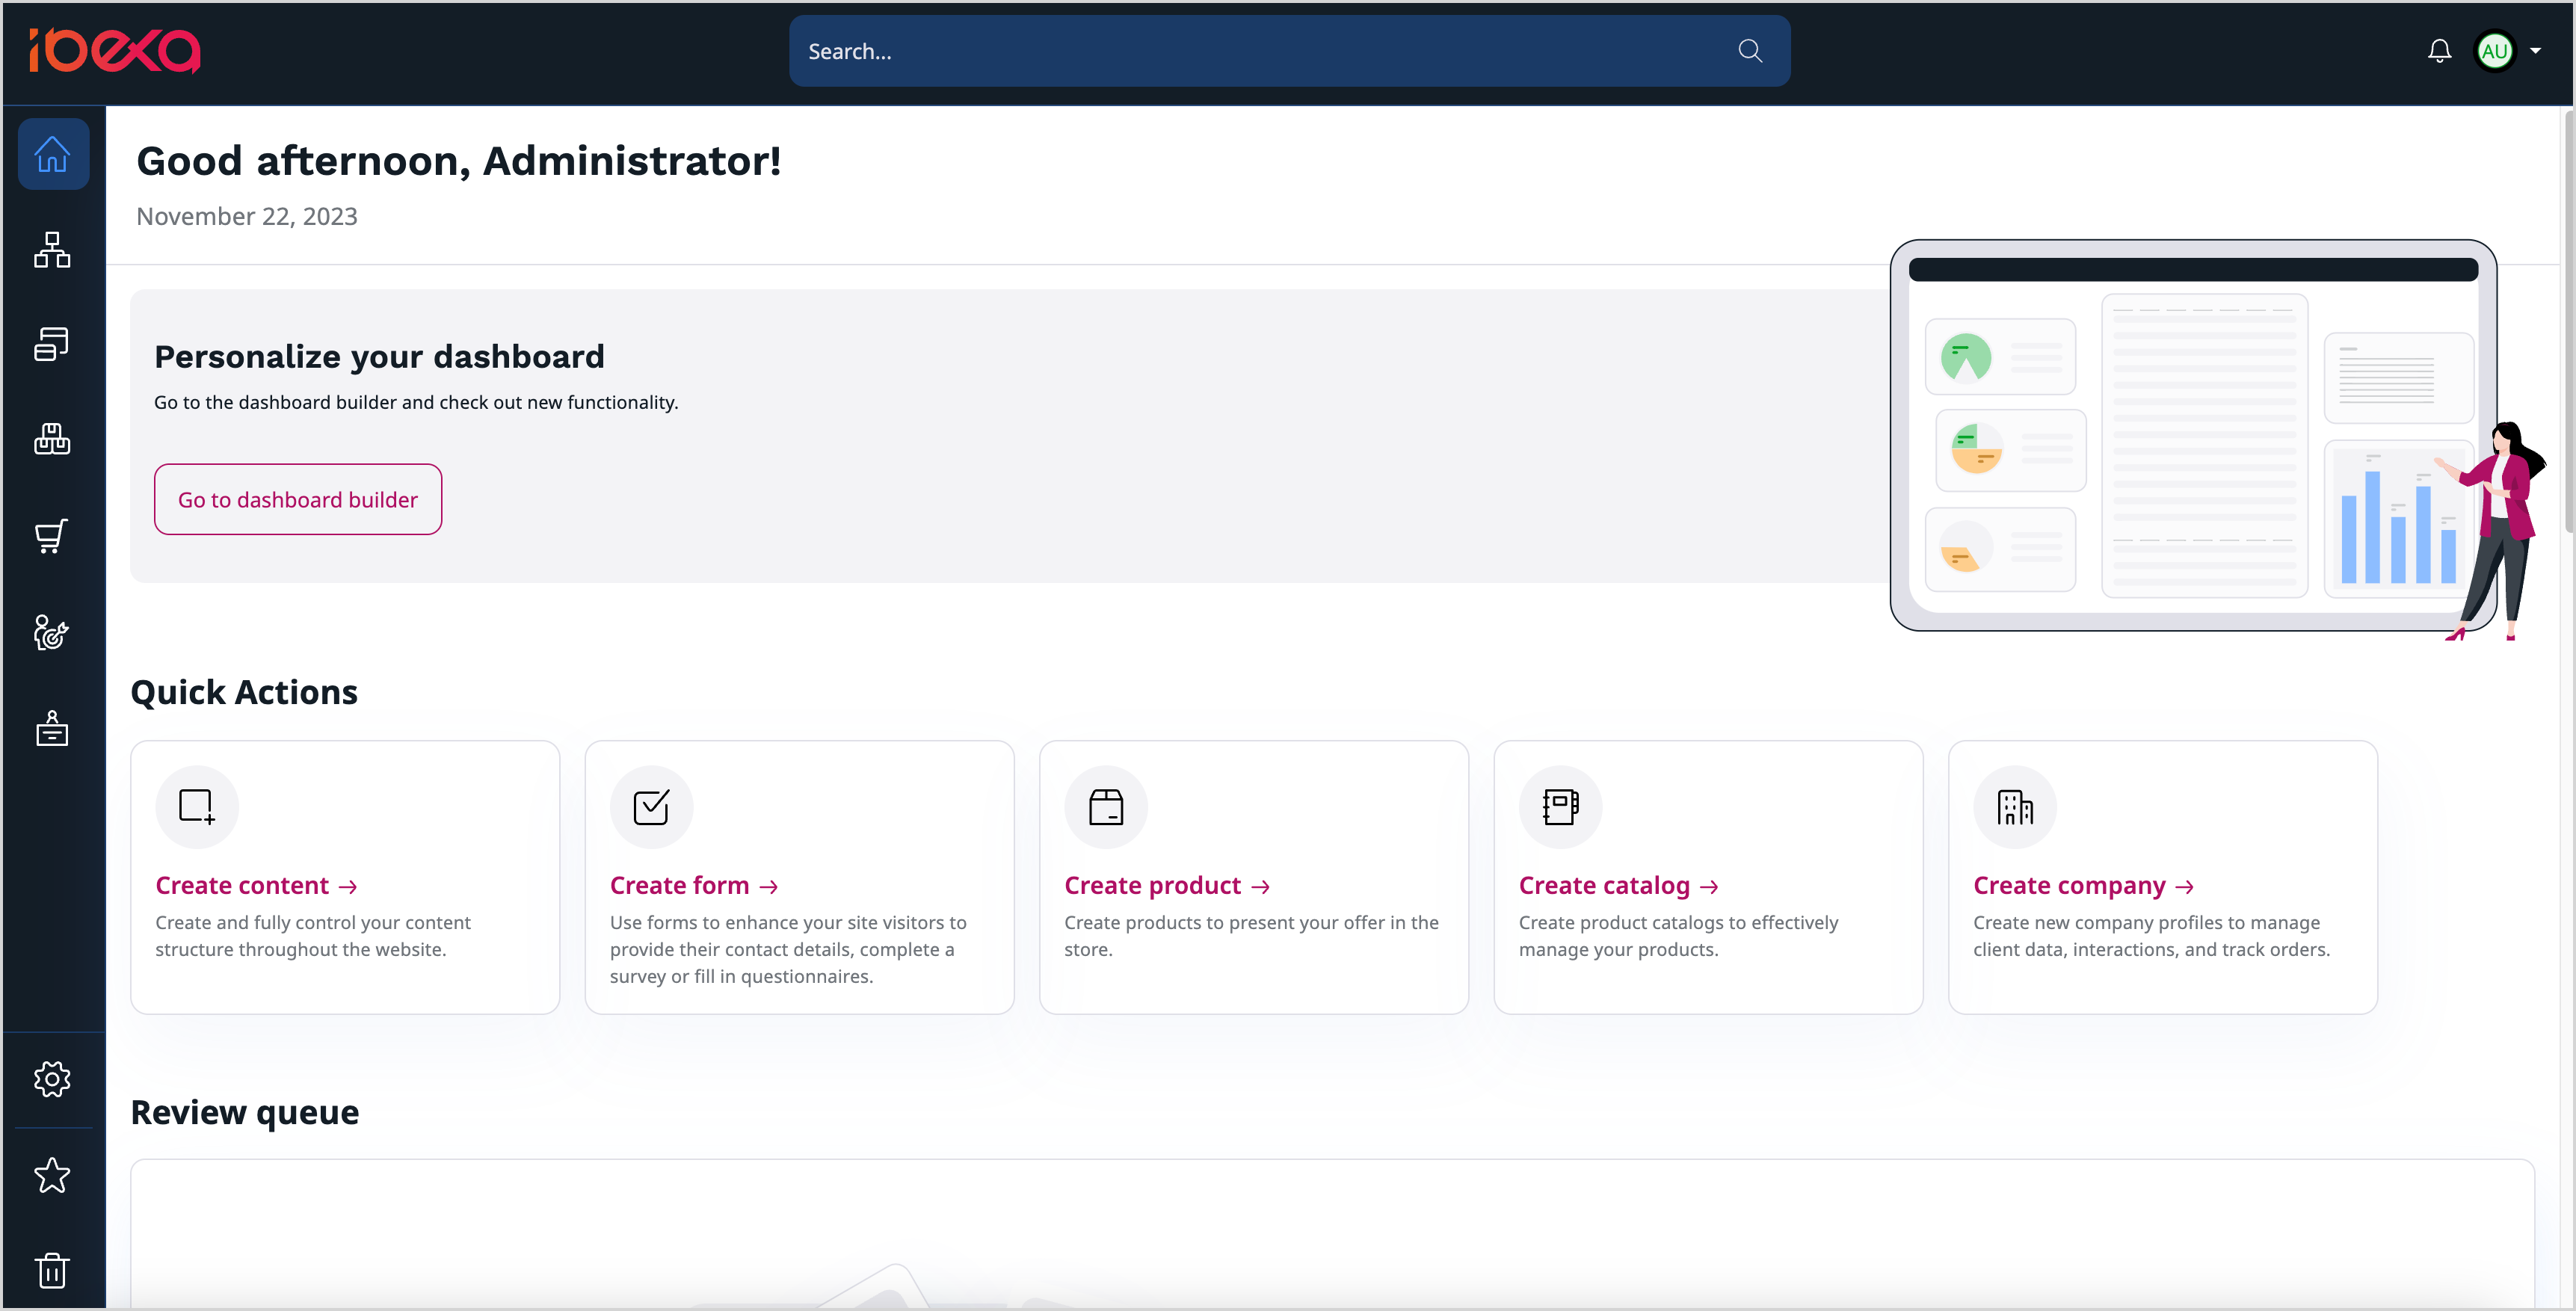 ibexa
Search...
AU
Good afternoon, Administrator!
November 22, 2023
Personalize your dashboard
Go to the dashboard builder and check out new functionality.
Go to dashboard builder
Quick Actions
Create content →
Create and fully control your content
structure throughout the website.
Create form →
Use forms to enhance your site visitors to
provide their contact details, complete a
survey or fill in questionnaires.
Create product →
Create products to present your offer in the
store.
Create catalog →
Create product catalogs to effectively
manage your products.
Create company →
Create new company profiles to manage
client data, interactions, and track orders.
Review queue